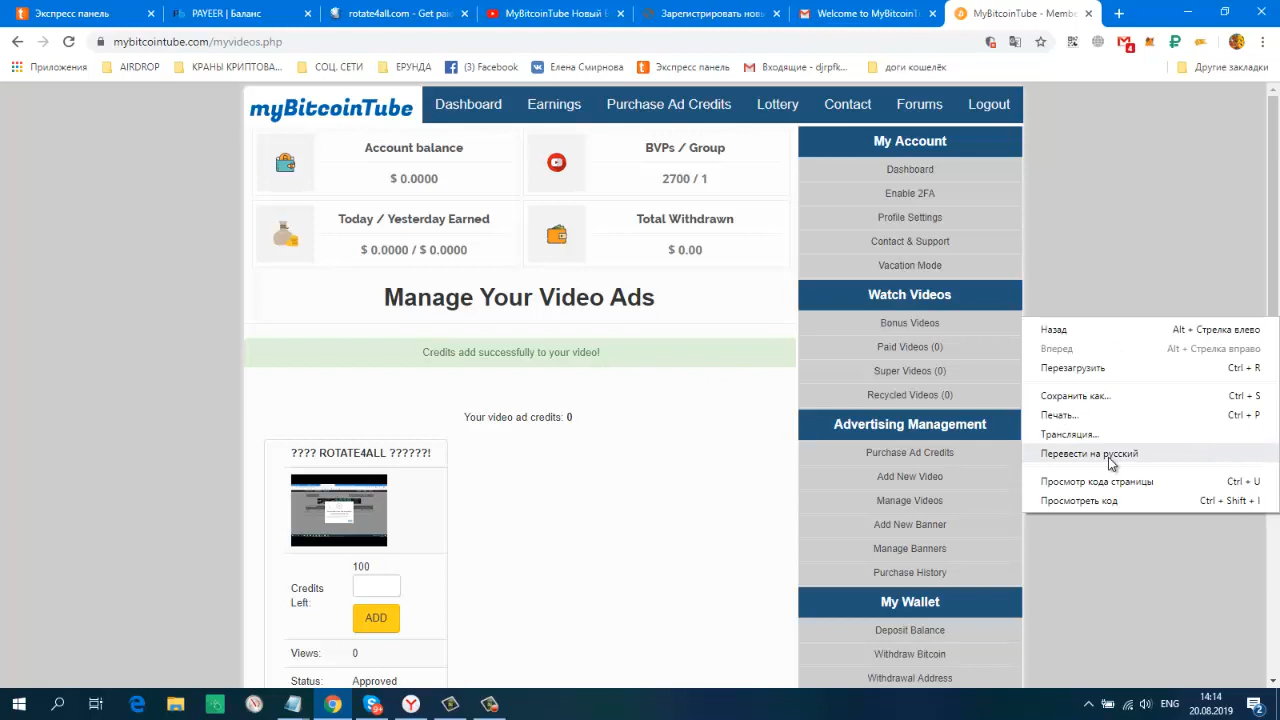 Экспресс панель
PAYEER | Баланс
rotate4all.com - Get paid
MyBitcoinTube Новый Б
Зарегистрировать новы
Welcome to MyBitcoinTu
MyBitcoinTube - Membe
mybitcointube.com/myvideos.php
4
Приложения
AIRDROP
КРАНЫ КРИПТОВА...
СОЦ. СЕТИ
ЕРУНДА
(3) Facebook
Елена Смирнова
Экспресс панель
Входящие - djrpfk...
доги кошелёк
Другие закладки
myBitcoinTube
Dashboard
Earnings
Purchase Ad Credits
Lottery
Contact
Forums
Logout
Account balance
$ 0.0000
BVPs / Group
2700 / 1
Today / Yesterday Earned
$ 0.0000 / $ 0.0000
Total Withdrawn
$ 0.00
Manage Your Video Ads
Credits add successfully to your video!
Your video ad credits: 0
???? ROTATE4ALL ??????!
Credits Left:
100
ADD
Views:
0
Status:
Approved
My Account
Dashboard
Enable 2FA
Profile Settings
Contact & Support
Vacation Mode
Watch Videos
Bonus Videos
Paid Videos (0)
Super Videos (0)
Recycled Videos (0)
Advertising Management
Purchase Ad Credits
Add New Video
Manage Videos
Add New Banner
Manage Banners
Purchase History
My Wallet
Deposit Balance
Withdraw Bitcoin
Withdrawal Address
Назад Alt + Стрелка влево
Вперед Alt + Стрелка вправо
Перезагрузить Ctrl + R
Сохранить как... Ctrl + S
Печать... Ctrl + P
Трансляция...
Перевести на русский
Просмотр кода страницы Ctrl + U
Просмотреть код Ctrl + Shift + I
ENG
14:14
20.08.2019
2